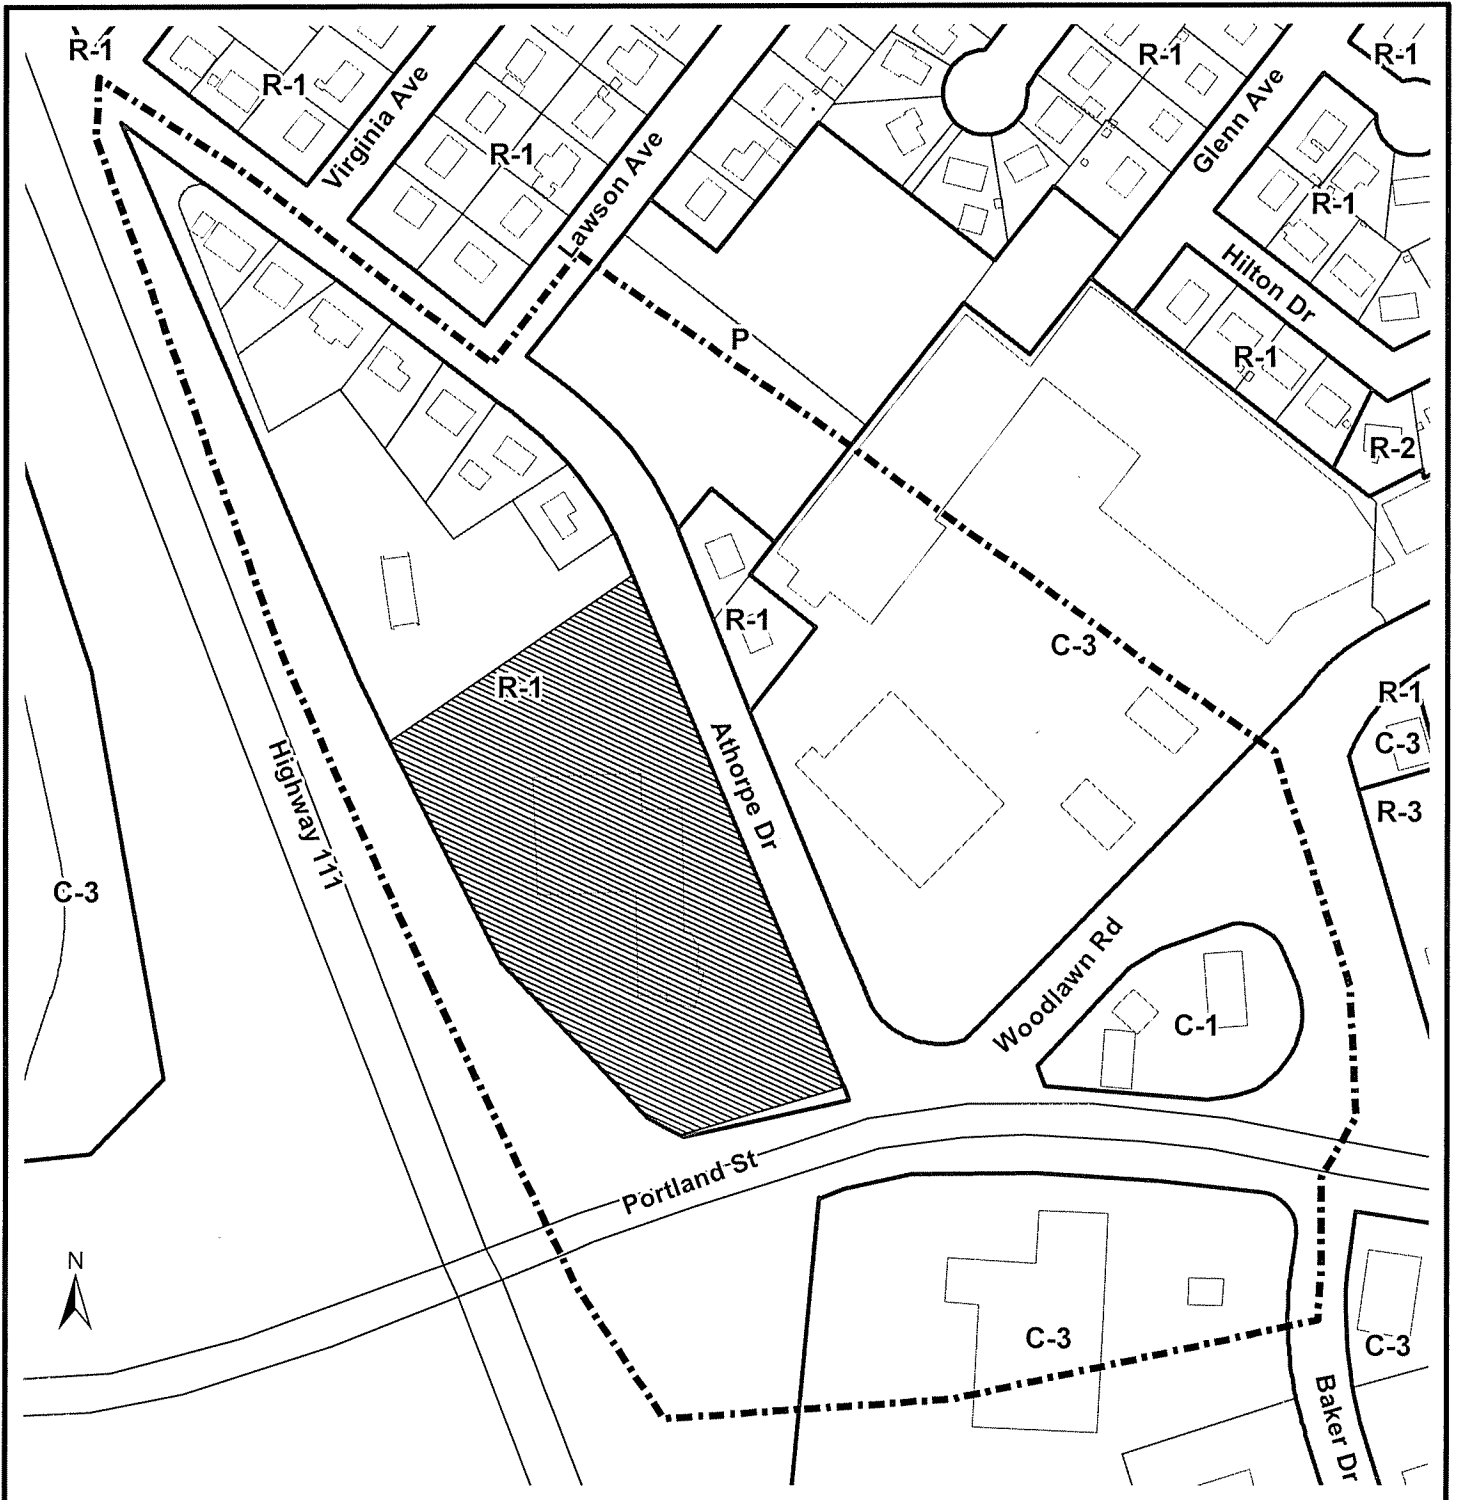 R-1
R-1
R-1
R-1
Virginia Ave
R-1
Lawson Ave
Glenn Ave
R-1
Hilton Dr
P
R-1
R-2
R-1
C-3
R-1
R-1
C-3
Athorpe Dr
Highway 111
R-3
C-3
Woodlawn Rd
C-1
Portland St
N
C-3
C-3
Baker Dr